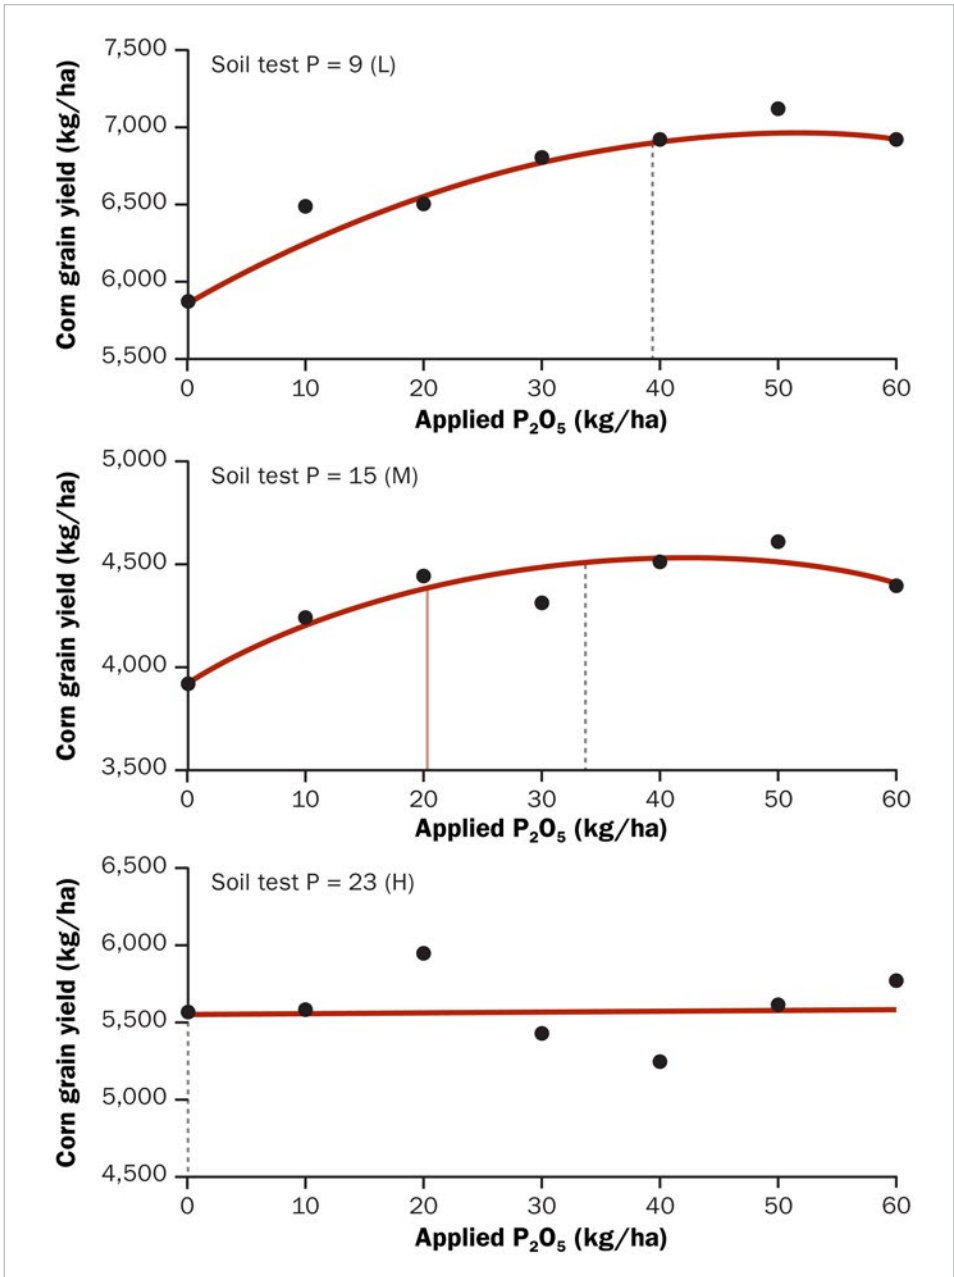 Corn grain yield (kg/ha)
7,500
7,000
6,500
6,000
5,500
Soil test P = 9 (L)
0 10 20 30 40 50 60
Applied P₂O₅ (kg/ha)
Corn grain yield (kg/ha)
5,000
4,500
4,000
3,500
Soil test P = 15 (M)
0 10 20 30 40 50 60
Applied P₂O₅ (kg/ha)
Corn grain yield (kg/ha)
6,500
6,000
5,500
5,000
4,500
Soil test P = 23 (H)
0 10 20 30 40 50 60
Applied P₂O₅ (kg/ha)